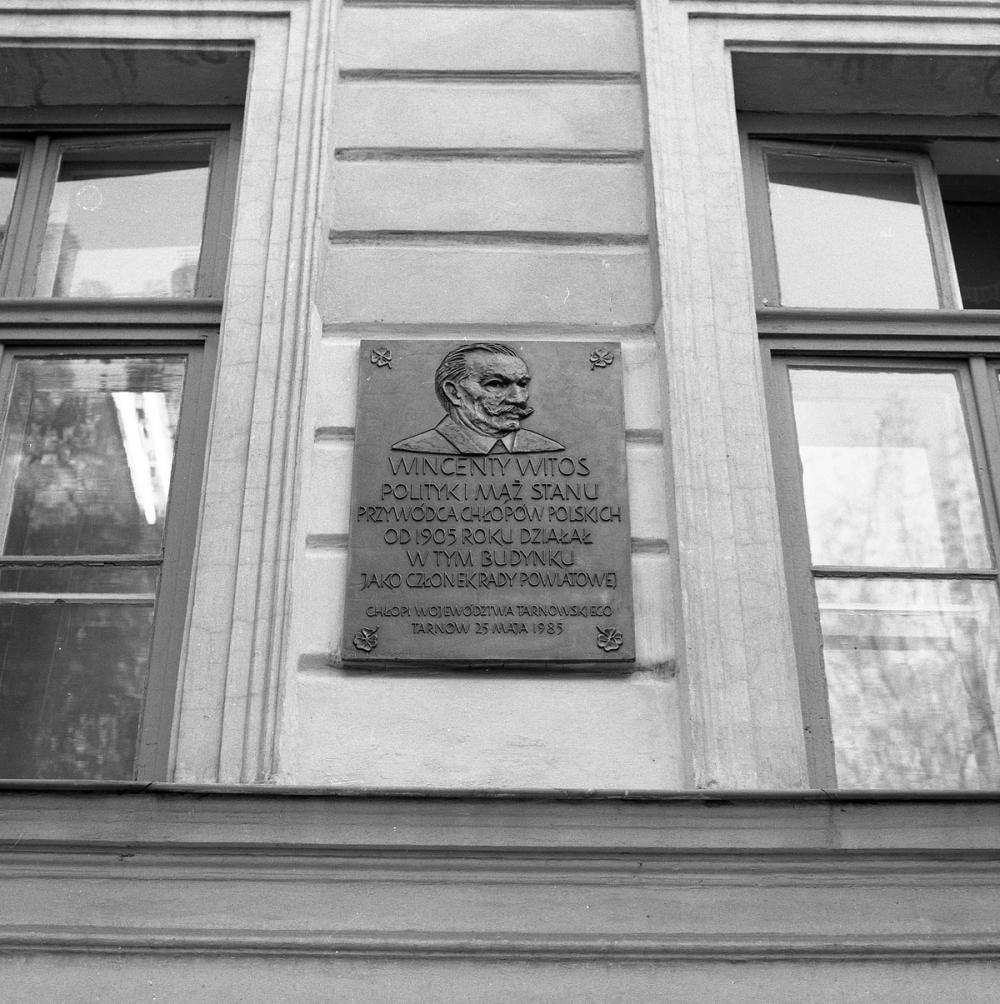 WINCENTY WITOS
POLITYK I MĄŻ STANU
PRZYWÓDCA CHŁOPÓW POLSKICH
OD 1905 ROKU DZIAŁAŁ
W TYM BUDYNKU
JAKO CZŁONEK RADY POWIATOWEJ
CHŁOPI WOJEWÓDZTWA TARNOWSKIEGO
TARNÓW 25 MAJA 1985